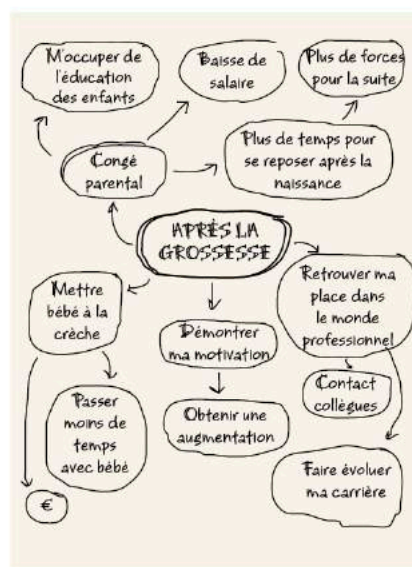 M'occuper de
l'éducation
des enfants
Baisse de
salaire
Plus de forces
pour la suite
Congé
parental
Plus de temps pour
se reposer après la
naissance
APRÈS LA
GROSSESSE
Mettre
bébé à la
crèche
Démontrer
ma motivation
Retrouver ma
place dans
le monde
professionnel
Contact
collègues
Passer
moins de
temps
avec bébé
Obtenir une
augmentation
Faire évoluer
ma carrière
€